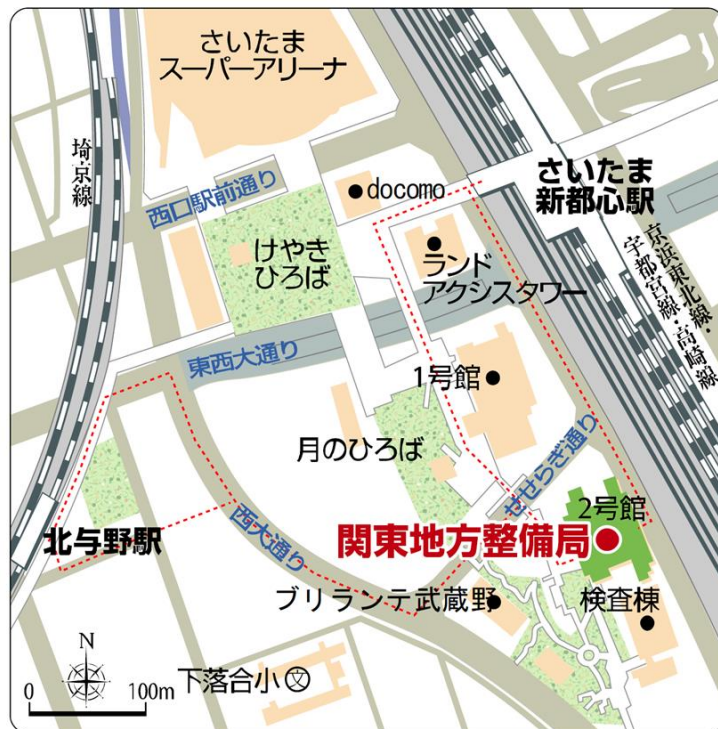 さいたま
スーパーアリーナ
埼京線
西口駅前通り
docomo
さいたま
新都心駅
けやき
ひろば
ランド
アクシスタワー
京浜東北線・
宇都宮線・高崎線
東西大通り
1号館
月のひろば
せせらぎ通り
2号館
北与野駅
西大通り
関東地方整備局
ブリランテ武蔵野
検査棟
N
0 100m
下落合小 文